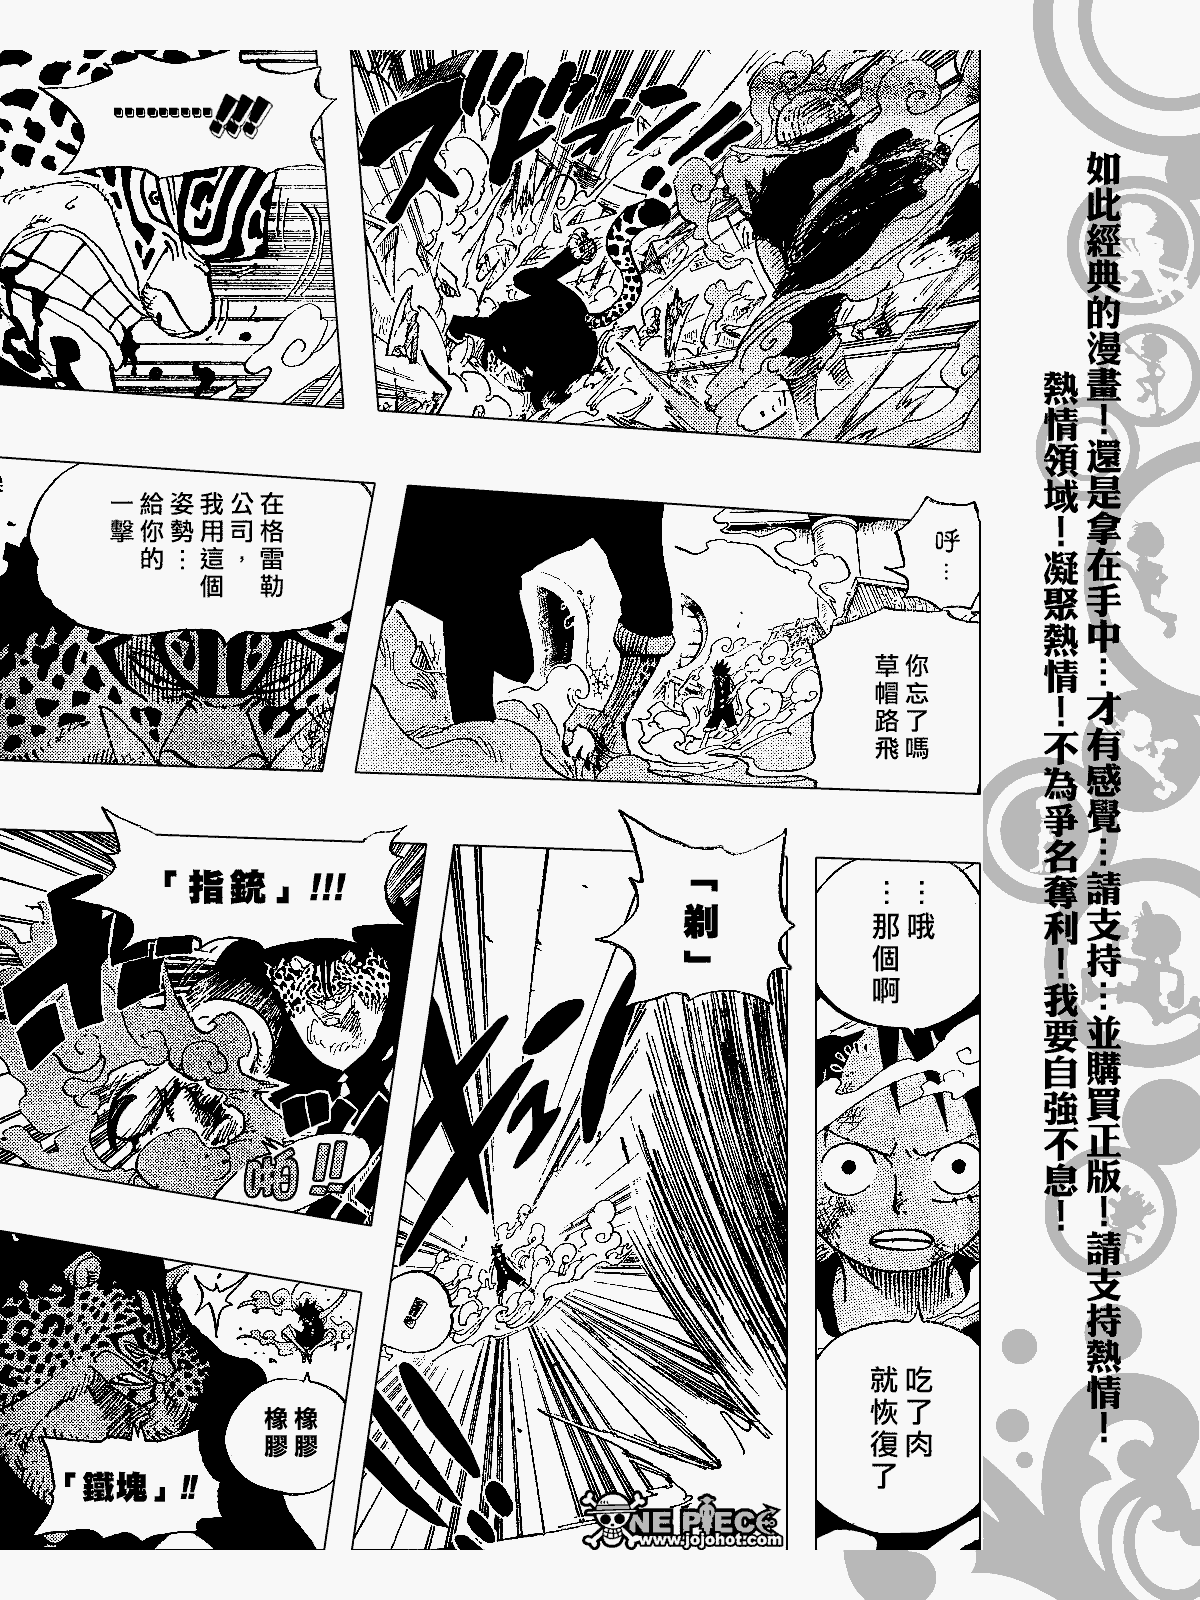 如此經典的漫畫！還是拿在手中…才有感覺…請支持…並購買正版！請支持熱情！
熱情領域！凝聚熱情！不為爭名奪利！我要自強不息！
ズドォン
………!!!
呼…
你忘了嗎
草帽路飛
在格雷勒
公司，
我用這個
姿勢…
給你的
一擊
…哦
…那個啊
吃了肉
就恢復了
「剃」
…!!
「指銃」!!!
啪!!
橡膠
橡膠
「鐵塊」!!
ONE PIECE
www.jojohot.com